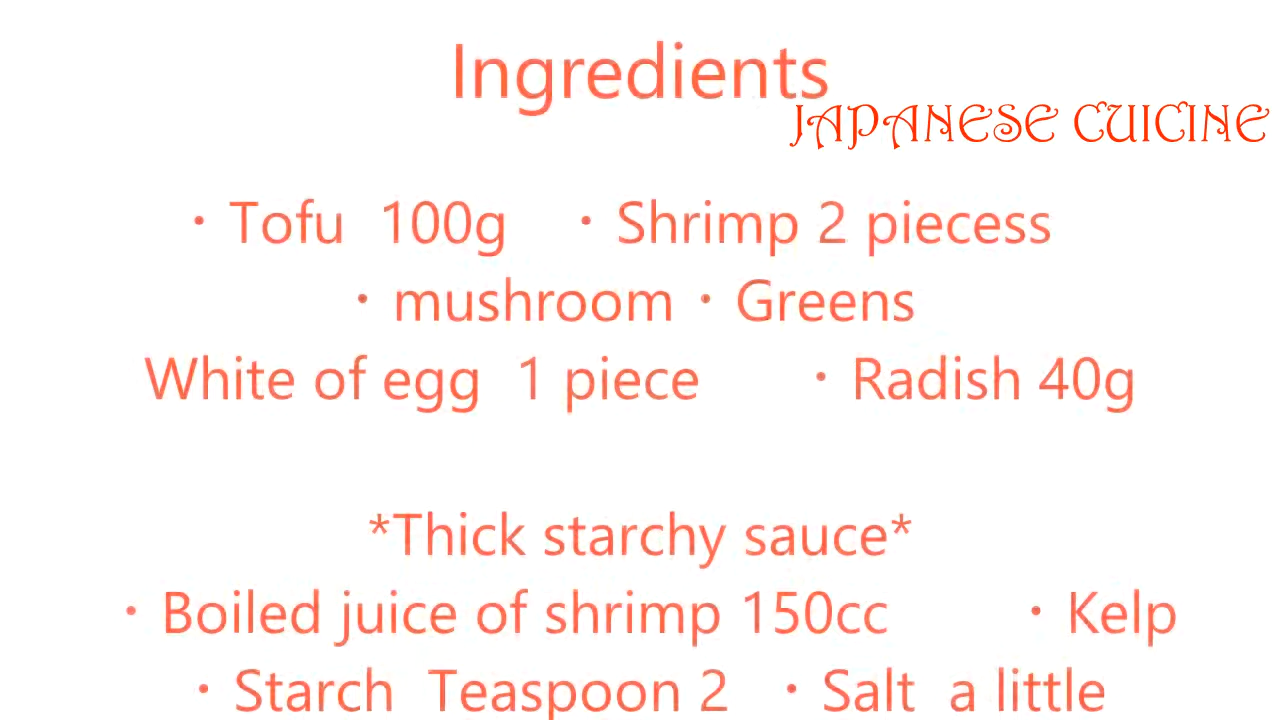 Ingredients
JAPANESE CUICINE
・Tofu 100g ・Shrimp 2 piecess
・mushroom・Greens
White of egg 1 piece ・Radish 40g
*Thick starchy sauce*
・Boiled juice of shrimp 150cc ・Kelp
・Starch Teaspoon 2 ・Salt a little